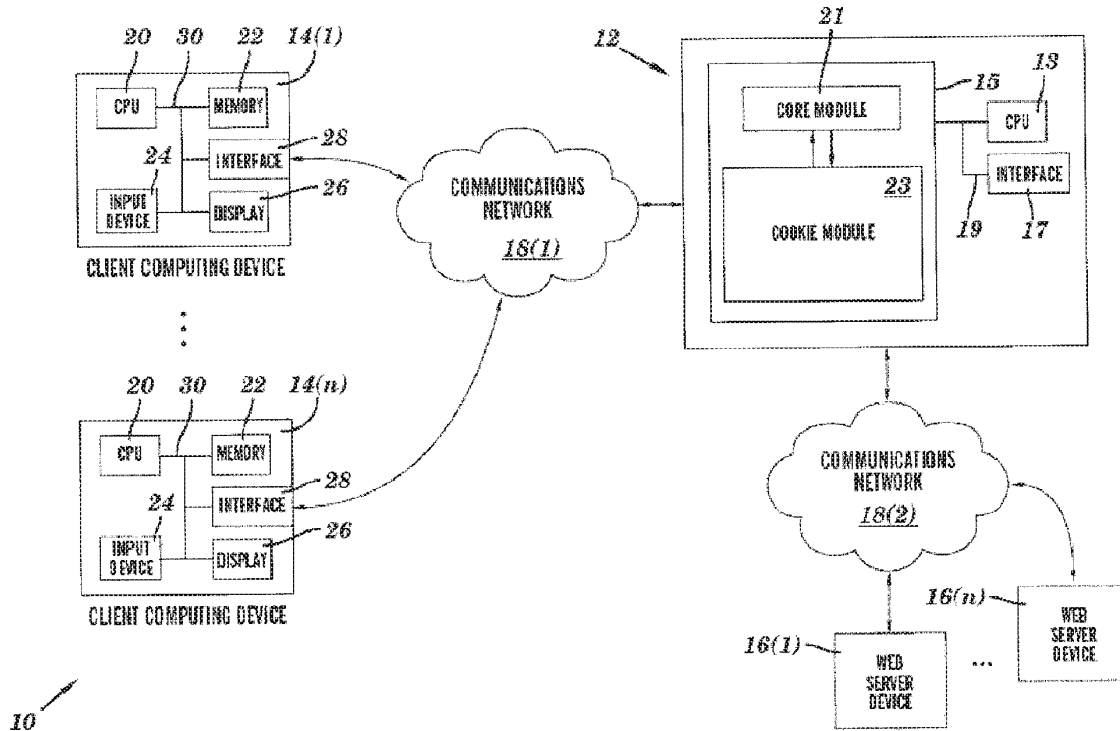 20
30
22
14(1)
CPU
MEMORY
24
28
INTERFACE
26
INPUT
DEVICE
DISPLAY
CLIENT COMPUTING DEVICE
20
30
22
14(n)
CPU
MEMORY
24
28
INTERFACE
26
INPUT
DEVICE
DISPLAY
CLIENT COMPUTING DEVICE
10
COMMUNICATIONS
NETWORK
18(1)
12
21
CORE MODULE
23
COOKIE MODULE
15
13
CPU
INTERFACE
19
17
COMMUNICATIONS
NETWORK
18(2)
16(1)
WEB
SERVER
DEVICE
...
16(n)
WEB
SERVER
DEVICE